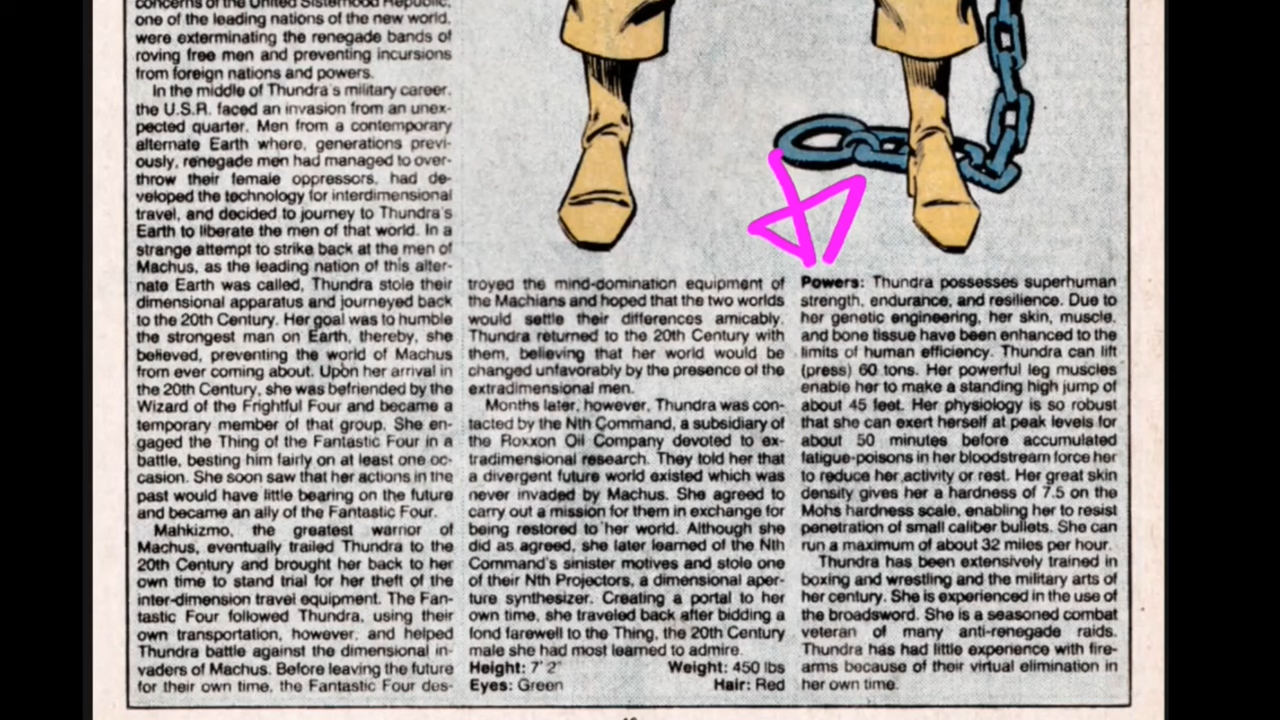 concerns of the United Sisterhood Republic,
one of the leading nations of the new world,
were exterminating the renegade bands of
roving free men and preventing incursions
from foreign nations and powers.
In the middle of Thundra's military career,
the U.S.R. faced an invasion from an unex-
pected quarter. Men from a contemporary
alternate Earth where, generations previ-
ously, renegade men had managed to over-
throw their female oppressors, had de-
veloped the technology for interdimensional
travel, and decided to journey to Thundra's
Earth to liberate the men of that world. In a
strange attempt to strike back at the men of
Machus, as the leading nation of this alter-
nate Earth was called, Thundra stole their
dimensional apparatus and journeyed back
to the 20th Century. Her goal was to humble
the strongest man on Earth, thereby, she
believed, preventing the world of Machus
from ever coming about. Upon her arrival in
the 20th Century, she was befriended by the
Wizard of the Frightful Four and became a
temporary member of that group. She en-
gaged the Thing of the Fantastic Four in a
battle, besting him fairly on at least one oc-
casion. She soon saw that her actions in the
past would have little bearing on the future
and became an ally of the Fantastic Four.
Mahkizmo, the greatest warrior of
Machus, eventually trailed Thundra to the
20th Century and brought her back to her
own time to stand trial for her theft of the
inter-dimension travel equipment. The Fan-
tastic Four followed Thundra, using their
own transportation, however, and helped
Thundra battle against the dimensional in-
vaders of Machus. Before leaving the future
for their own time, the Fantastic Four des-
troyed the mind-domination equipment of
the Machians and hoped that the two worlds
would settle their differences amicably.
Thundra returned to the 20th Century with
them, believing that her world would be
changed unfavorably by the presence of the
extradimensional men.
Months later, however, Thundra was con-
tacted by the Nth Command, a subsidiary of
the Roxxon Oil Company devoted to ex-
tradimensional research. They told her that
a divergent future world existed which was
never invaded by Machus. She agreed to
carry out a mission for them in exchange for
being restored to her world. Although she
did as agreed, she later learned of the Nth
Command's sinister motives and stole one
of their Nth Projectors, a dimensional aper-
ture synthesizer. Creating a portal to her
own time, she traveled back after bidding a
fond farewell to the Thing, the 20th Century
male she had most learned to admire.
Height: 7' 2" Weight: 450 lbs
Eyes: Green Hair: Red
Powers: Thundra possesses superhuman
strength, endurance, and resilience. Due to
her genetic engineering, her skin, muscle,
and bone tissue have been enhanced to the
limits of human efficiency. Thundra can lift
(press) 60 tons. Her powerful leg muscles
enable her to make a standing high jump of
about 45 feet. Her physiology is so robust
that she can exert herself at peak levels for
about 50 minutes before accumulated
fatigue-poisons in her bloodstream force her
to reduce her activity or rest. Her great skin
density gives her a hardness of 7.5 on the
Mohs hardness scale, enabling her to resist
penetration of small caliber bullets. She can
run a maximum of about 32 miles per hour.
Thundra has been extensively trained in
boxing and wrestling and the military arts of
her century. She is experienced in the use of
the broadsword. She is a seasoned combat
veteran of many anti-renegade raids.
Thundra has had little experience with fire-
arms because of their virtual elimination in
her own time.